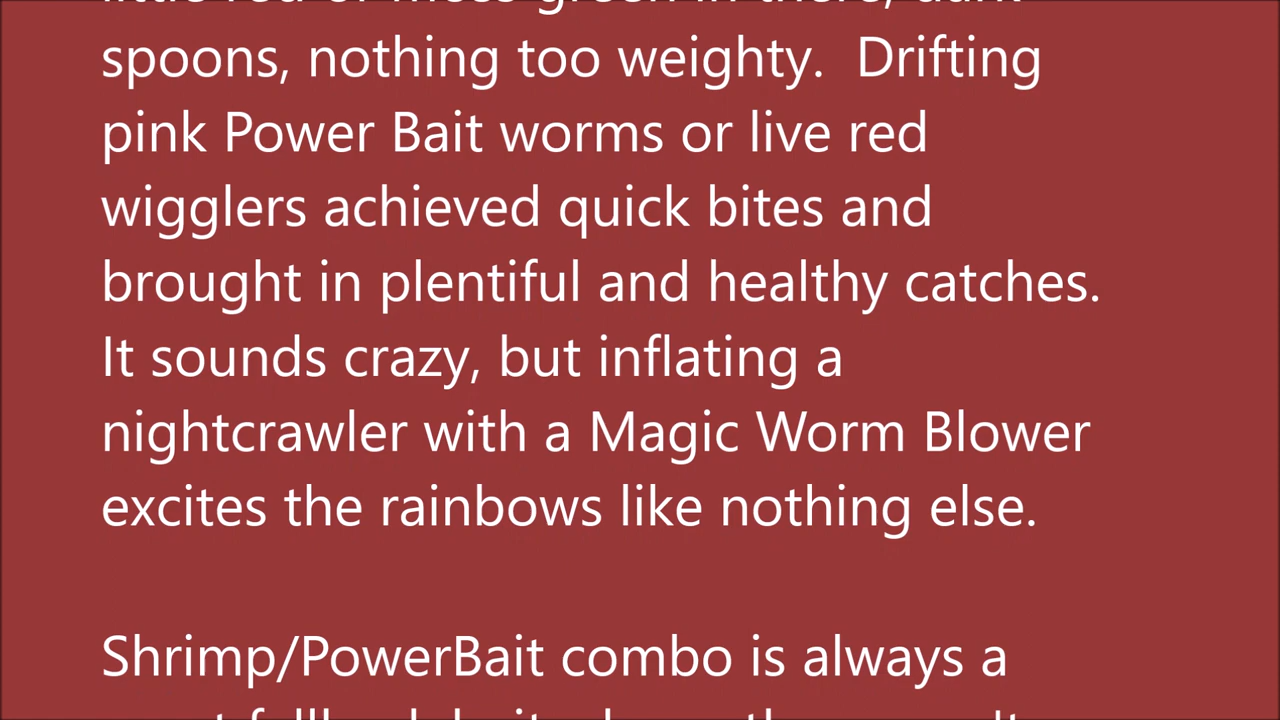 spoons, nothing too weighty.  Drifting
pink Power Bait worms or live red
wigglers achieved quick bites and
brought in plentiful and healthy catches.
It sounds crazy, but inflating a
nightcrawler with a Magic Worm Blower
excites the rainbows like nothing else.
Shrimp/PowerBait combo is always a